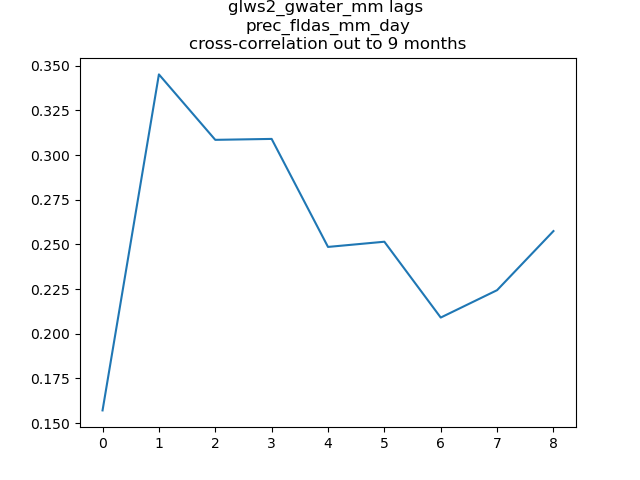 glws2_gwater_mm lags
prec_fldas_mm_day
cross-correlation out to 9 months
0.350
0.325
0.300
0.275
0.250
0.225
0.200
0.175
0.150
0 1 2 3 4 5 6 7 8